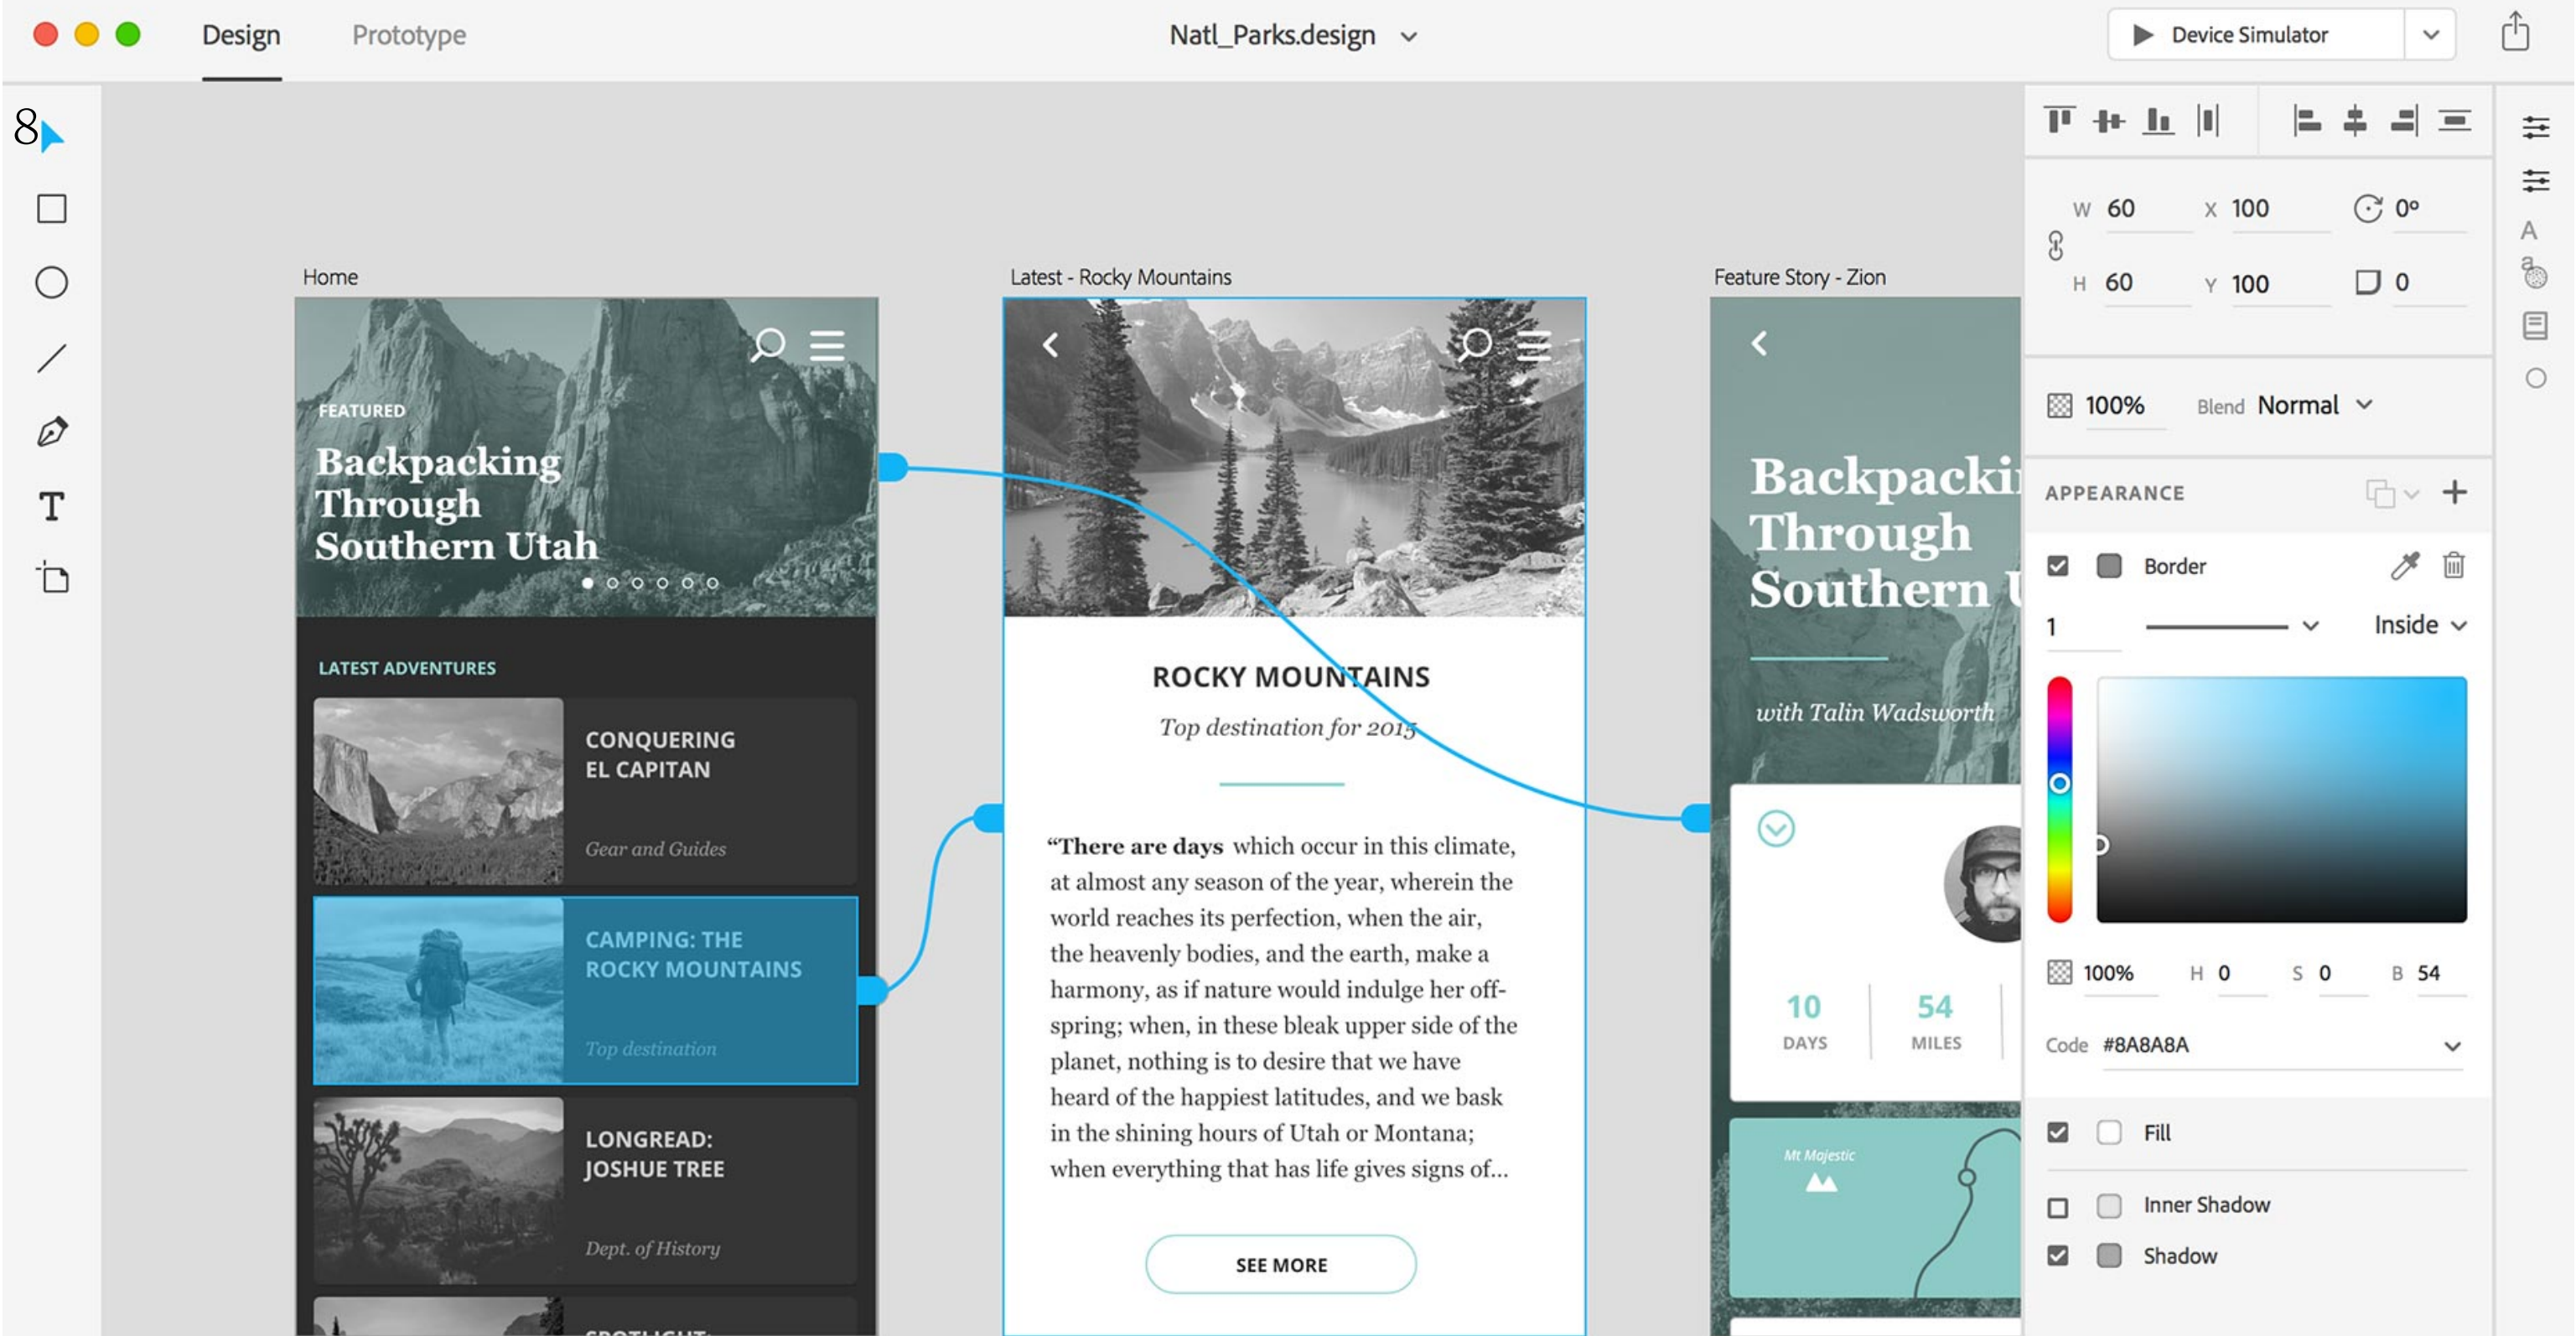 Design Prototype Natl_Parks.design Device Simulator
8
T
Home
FEATURED
Backpacking
Through
Southern Utah
LATEST ADVENTURES
CONQUERING
EL CAPITAN
Gear and Guides
CAMPING: THE
ROCKY MOUNTAINS
Top destination
LONGREAD:
JOSHUE TREE
Dept. of History
Latest - Rocky Mountains
ROCKY MOUNTAINS
Top destination for 2015
“There are days which occur in this climate,
at almost any season of the year, wherein the
world reaches its perfection, when the air,
the heavenly bodies, and the earth, make a
harmony, as if nature would indulge her off-
spring; when, in these bleak upper side of the
planet, nothing is to desire that we have
heard of the happiest latitudes, and we bask
in the shining hours of Utah or Montana;
when everything that has life gives signs of...
SEE MORE
Feature Story - Zion
Backpacki
Through
Southern
with Talin Wadsworth
10 54
DAYS MILES
Mt Majestic
W 60 X 100 0°
H 60 Y 100 0
100% Blend Normal
APPEARANCE
Border
1 Inside
100% H 0 S 0 B 54
Code #8A8A8A
Fill
Inner Shadow
Shadow
A
a